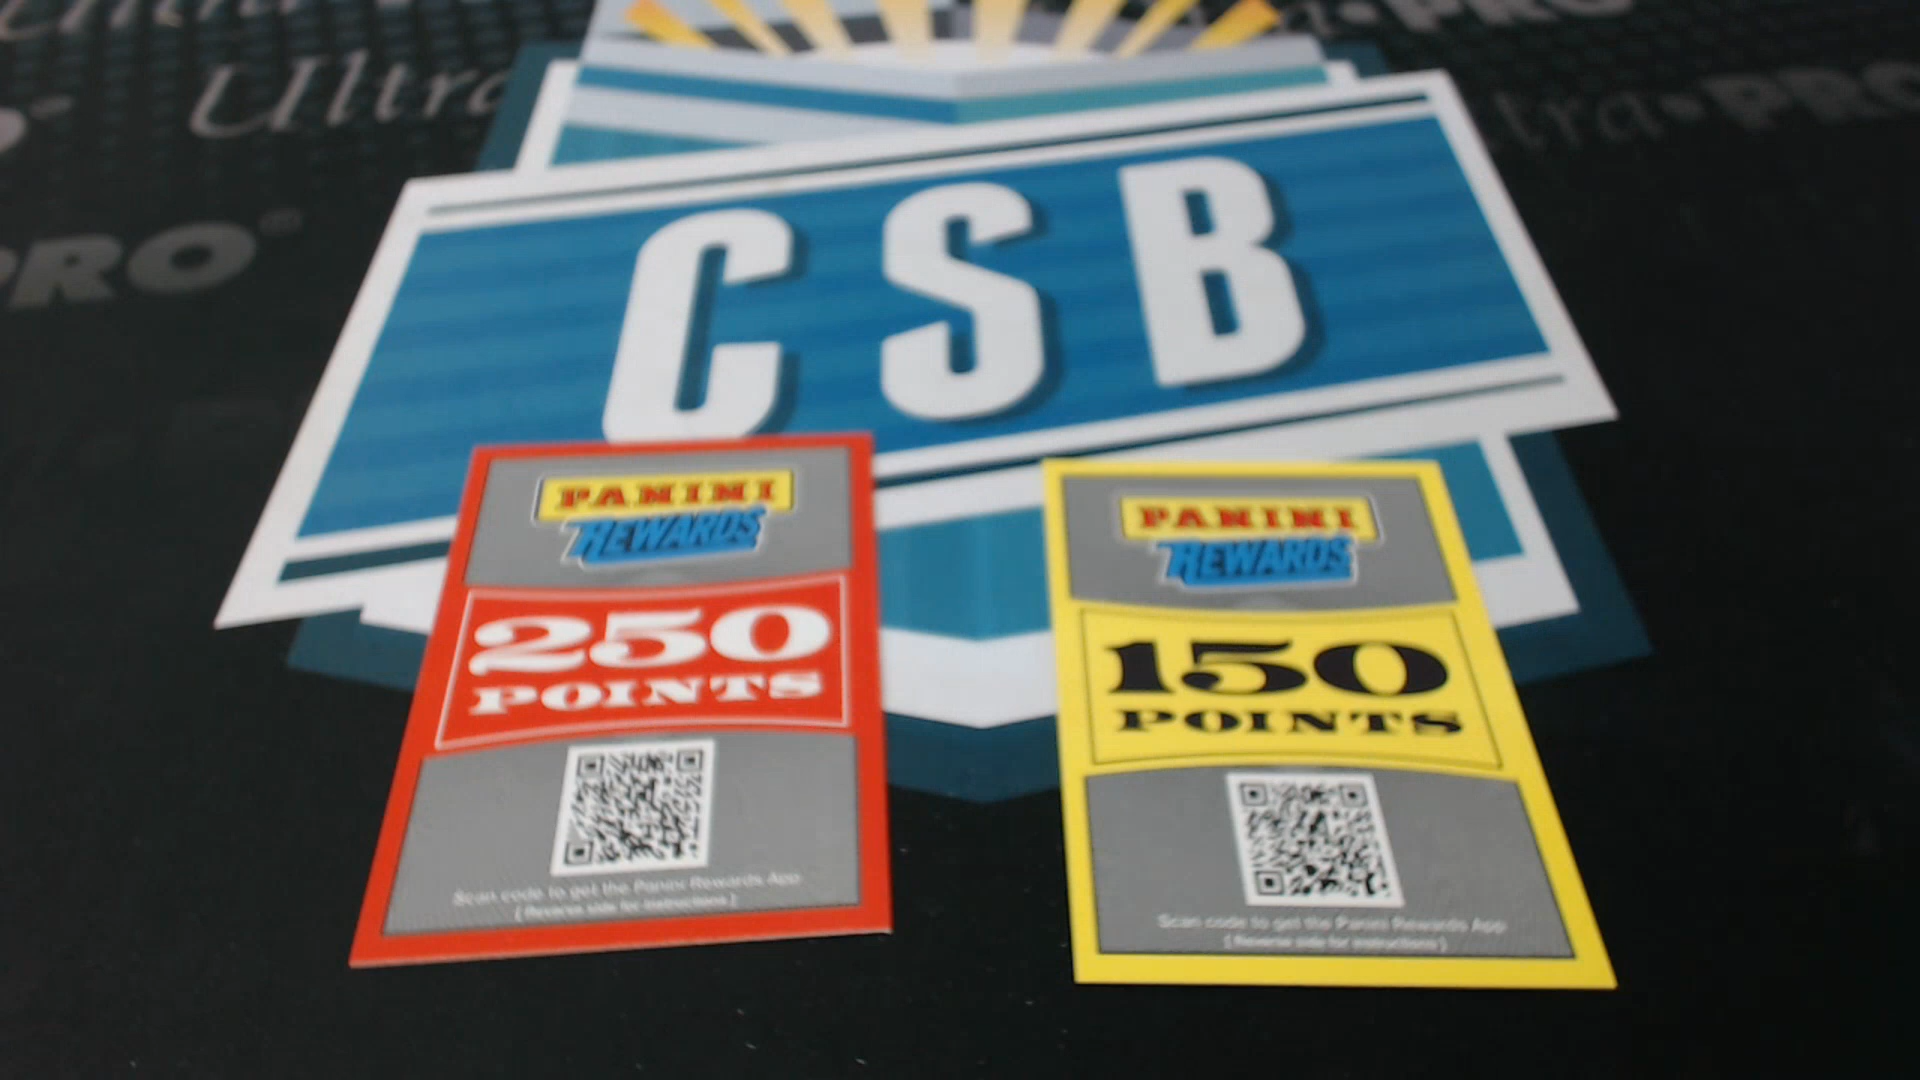 Ultra
Ultra•PRO
PRO®
CSB
PANINI
REWARDS
250
POINTS
Scan code to get the Panini Rewards App
(Reverse side for instructions)
PANINI
REWARDS
150
POINTS
Scan code to get the Panini Rewards App
(Reverse side for instructions)